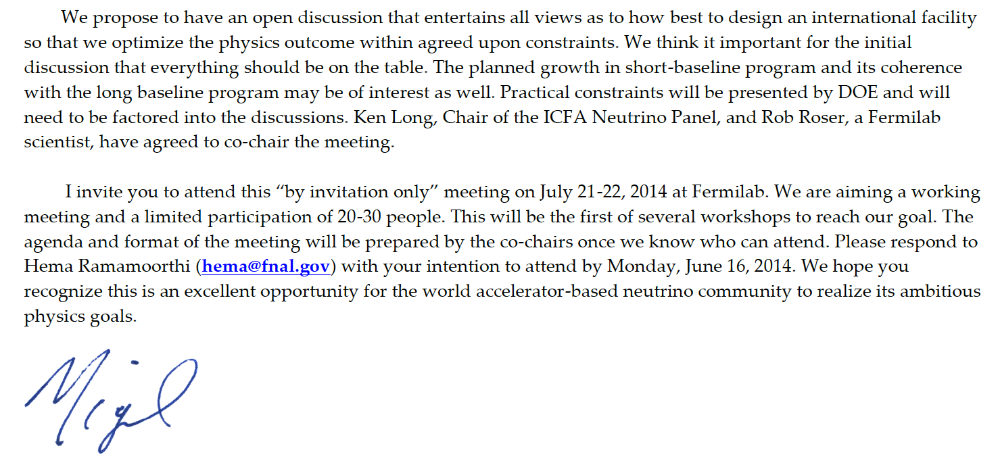 We propose to have an open discussion that entertains all views as to how best to design an international facility
so that we optimize the physics outcome within agreed upon constraints. We think it important for the initial
discussion that everything should be on the table. The planned growth in short-baseline program and its coherence
with the long baseline program may be of interest as well. Practical constraints will be presented by DOE and will
need to be factored into the discussions. Ken Long, Chair of the ICFA Neutrino Panel, and Rob Roser, a Fermilab
scientist, have agreed to co-chair the meeting.
I invite you to attend this “by invitation only” meeting on July 21-22, 2014 at Fermilab. We are aiming a working
meeting and a limited participation of 20-30 people. This will be the first of several workshops to reach our goal. The
agenda and format of the meeting will be prepared by the co-chairs once we know who can attend. Please respond to
Hema Ramamoorthi (hema@fnal.gov) with your intention to attend by Monday, June 16, 2014. We hope you
recognize this is an excellent opportunity for the world accelerator-based neutrino community to realize its ambitious
physics goals.
Nigel